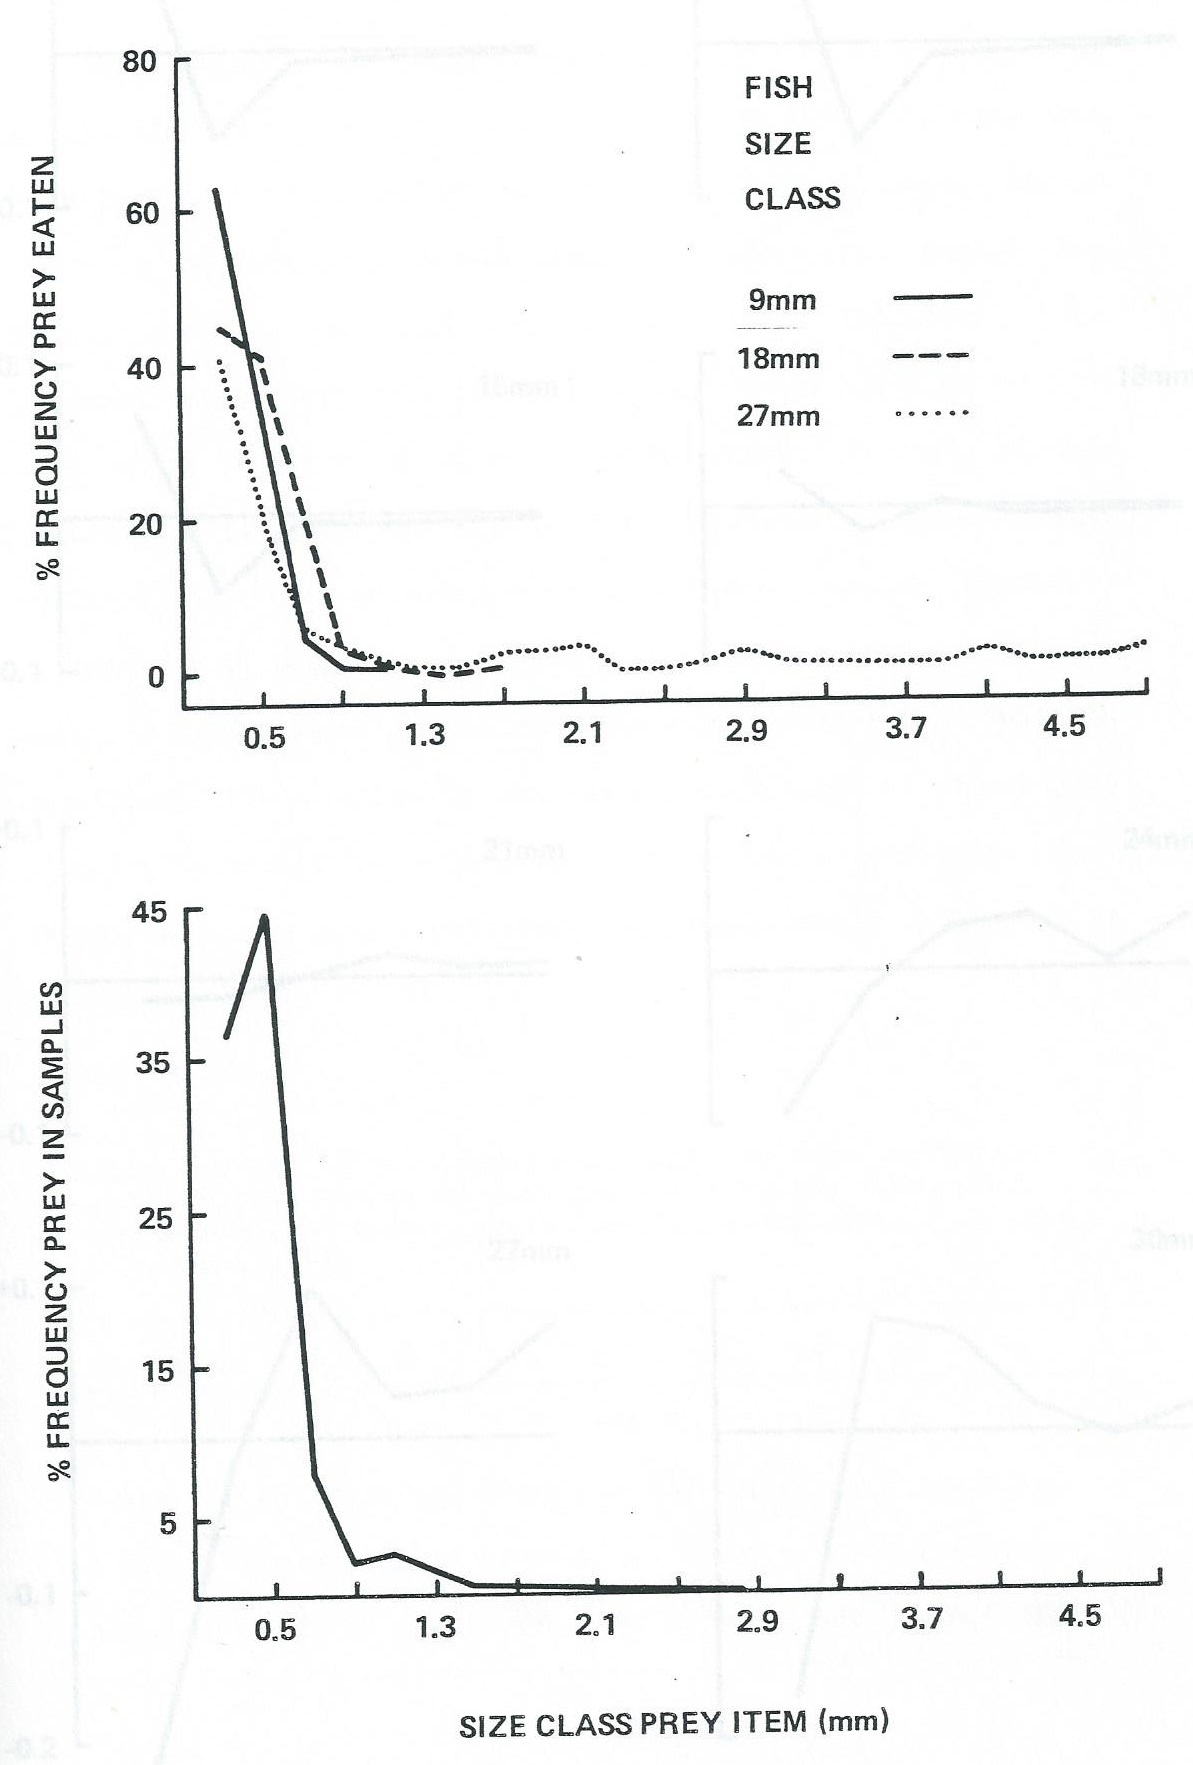 80
60
40
20
0
% FREQUENCY PREY EATEN
FISH
SIZE
CLASS
9mm
18mm
27mm
0.5 1.3 2.1 2.9 3.7 4.5
45
35
25
15
5
% FREQUENCY PREY IN SAMPLES
0.5 1.3 2.1 2.9 3.7 4.5
SIZE CLASS PREY ITEM (mm)